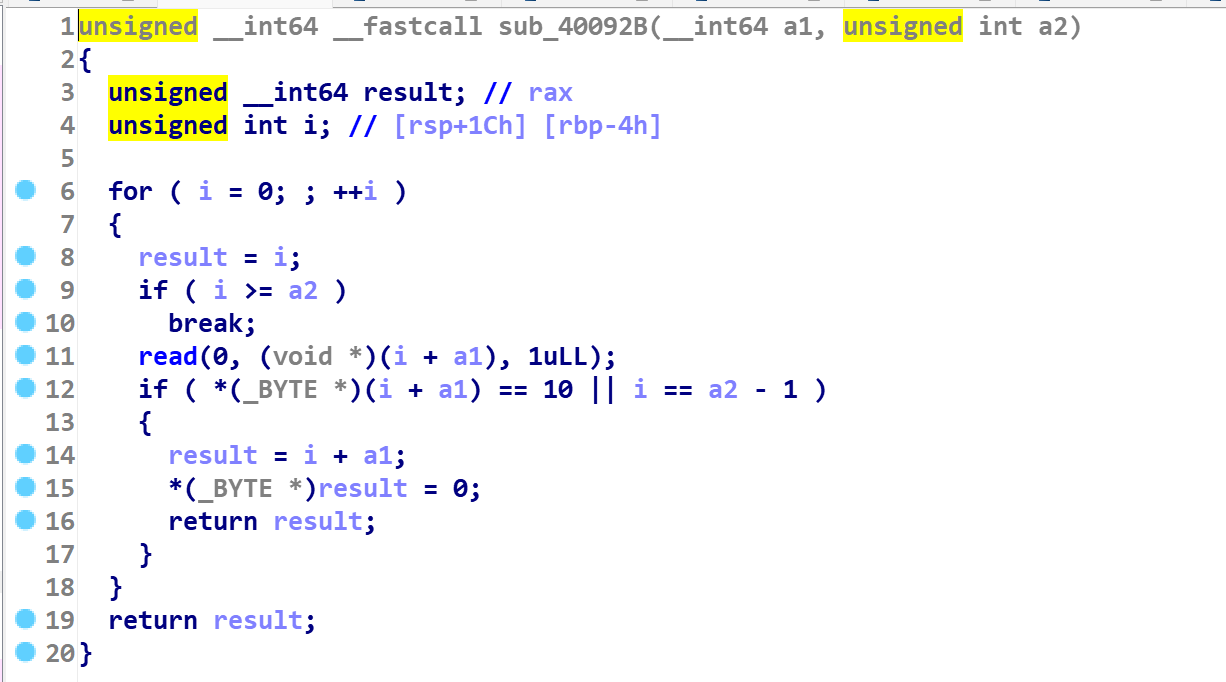 1 unsigned __int64 __fastcall sub_40092B(__int64 a1, unsigned int a2)
2 {
3   unsigned __int64 result; // rax
4   unsigned int i; // [rsp+1Ch] [rbp-4h]
5
6   for ( i = 0; ; ++i )
7   {
8     result = i;
9     if ( i >= a2 )
10       break;
11     read(0, (void *)(i + a1), 1uLL);
12     if ( *(_BYTE *)(i + a1) == 10 || i == a2 - 1 )
13     {
14       result = i + a1;
15       *(_BYTE *)result = 0;
16       return result;
17     }
18   }
19   return result;
20 }